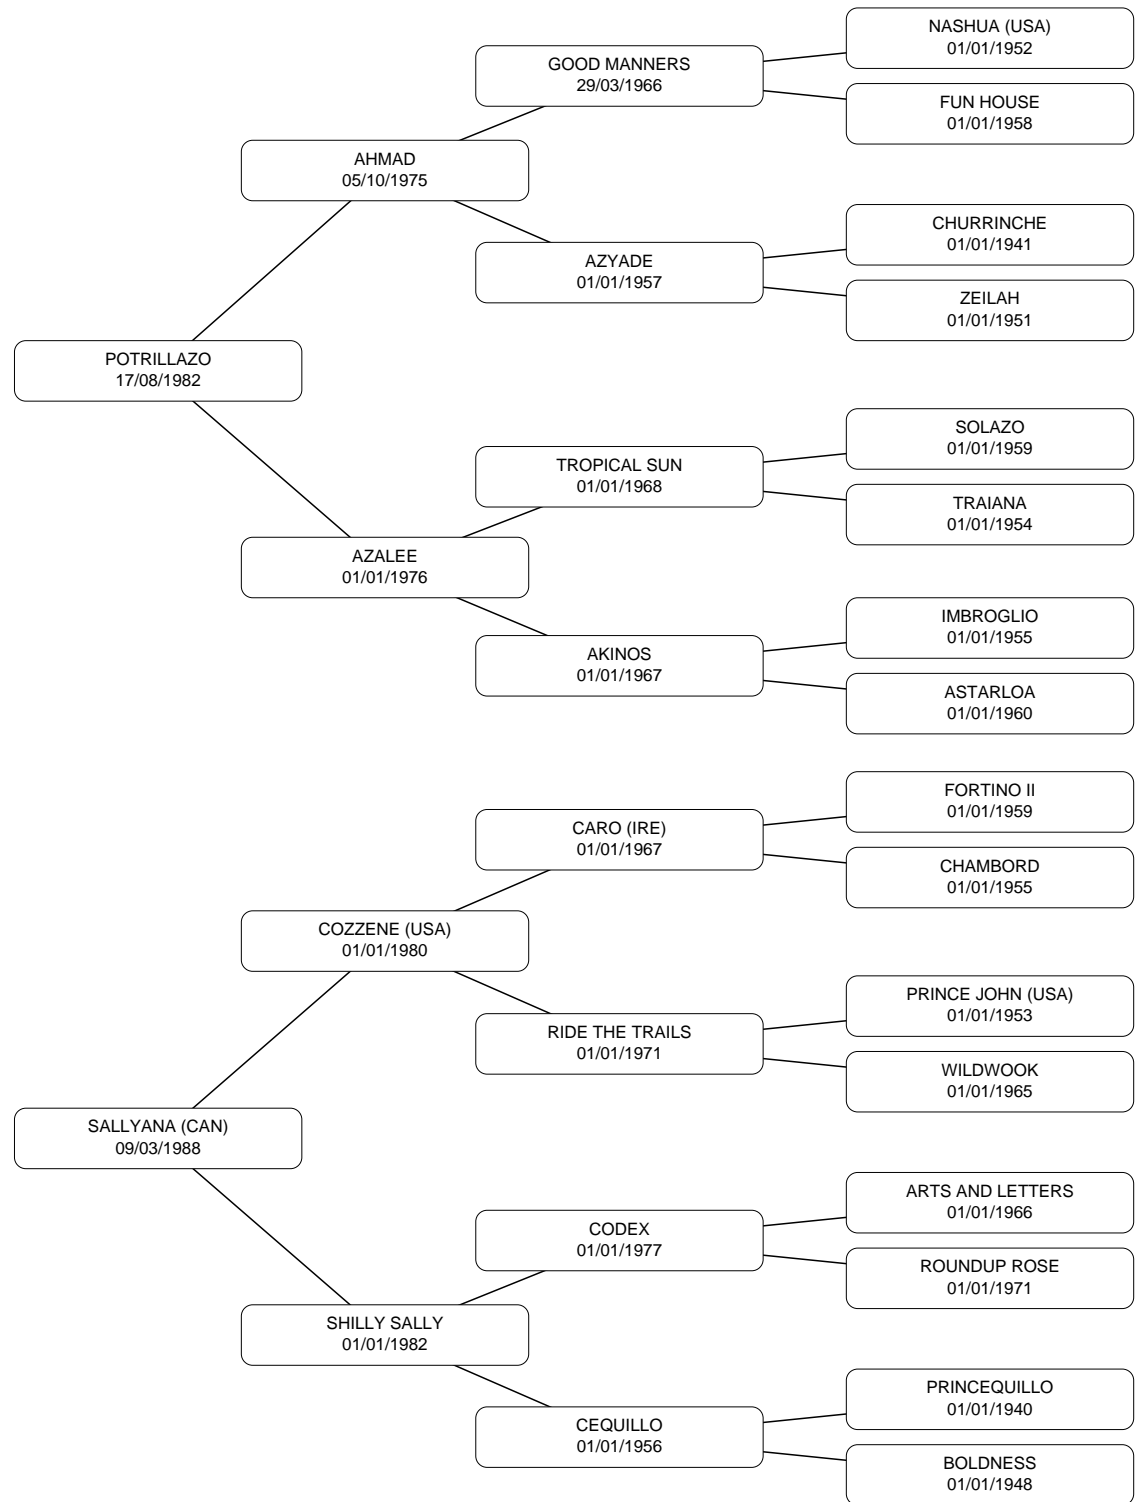 NASHUA (USA)
01/01/1952
GOOD MANNERS
29/03/1966
FUN HOUSE
01/01/1958
AHMAD
05/10/1975
CHURRINCHE
01/01/1941
AZYADE
01/01/1957
ZEILAH
01/01/1951
POTRILLAZO
17/08/1982
SOLAZO
01/01/1959
TROPICAL SUN
01/01/1968
TRAIANA
01/01/1954
AZALEE
01/01/1976
IMBROGLIO
01/01/1955
AKINOS
01/01/1967
ASTARLOA
01/01/1960
FORTINO II
01/01/1959
CARO (IRE)
01/01/1967
CHAMBORD
01/01/1955
COZZENE (USA)
01/01/1980
PRINCE JOHN (USA)
01/01/1953
RIDE THE TRAILS
01/01/1971
WILDWOOK
01/01/1965
SALLYANA (CAN)
09/03/1988
ARTS AND LETTERS
01/01/1966
CODEX
01/01/1977
ROUNDUP ROSE
01/01/1971
SHILLY SALLY
01/01/1982
PRINCEQUILLO
01/01/1940
CEQUILLO
01/01/1956
BOLDNESS
01/01/1948